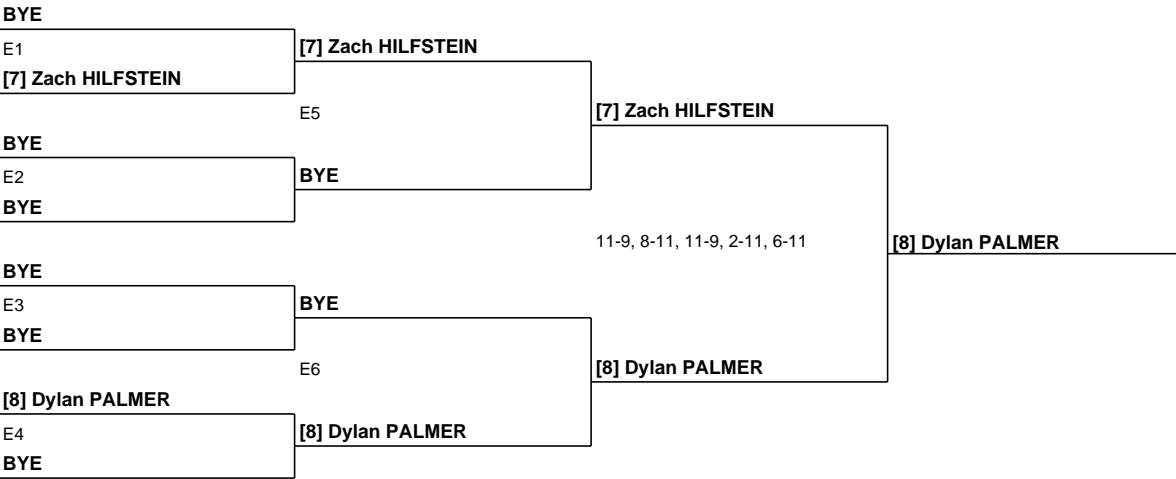 BYE
E1
[7] Zach HILFSTEIN
[7] Zach HILFSTEIN
E5
[7] Zach HILFSTEIN
BYE
E2
BYE
BYE
11-9, 8-11, 11-9, 2-11, 6-11
[8] Dylan PALMER
BYE
E3
BYE
BYE
E6
[8] Dylan PALMER
[8] Dylan PALMER
E4
[8] Dylan PALMER
BYE